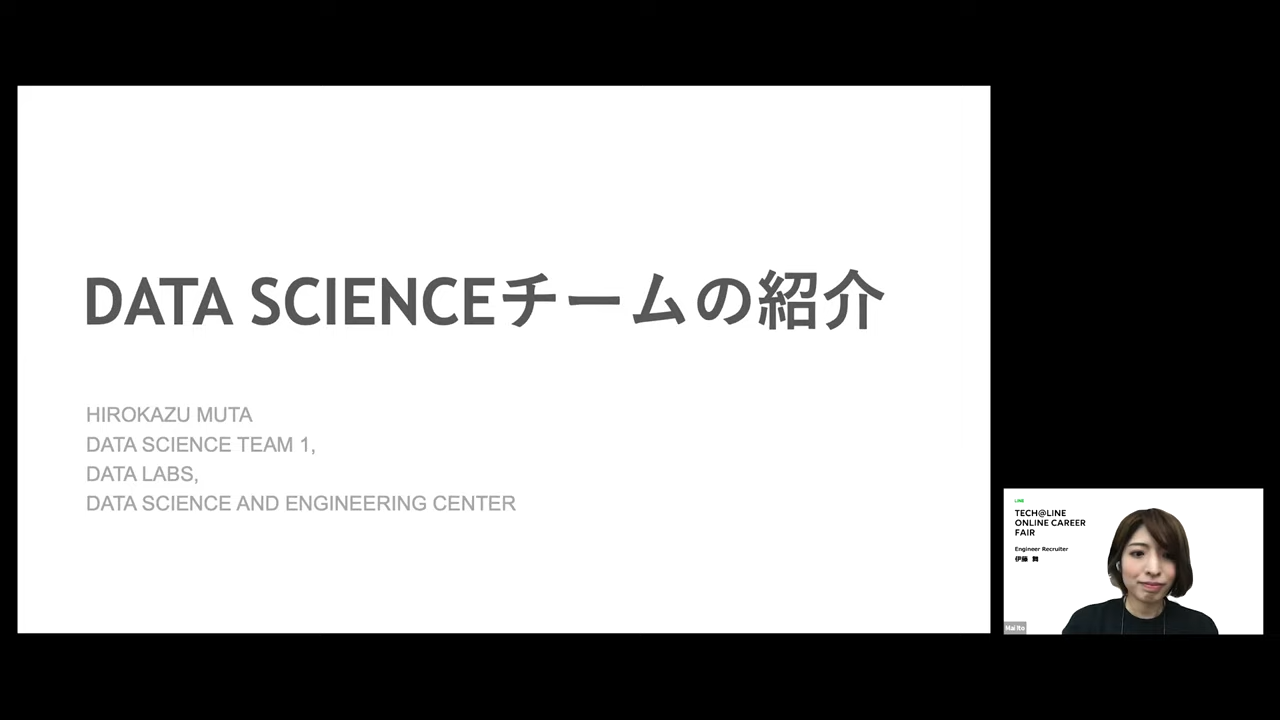 DATA SCIENCEチームの紹介
HIROKAZU MUTA
DATA SCIENCE TEAM 1,
DATA LABS,
DATA SCIENCE AND ENGINEERING CENTER
LINE
TECH@LINE
ONLINE CAREER
FAIR
Engineer Recruiter
伊藤 舞
Mai Ito